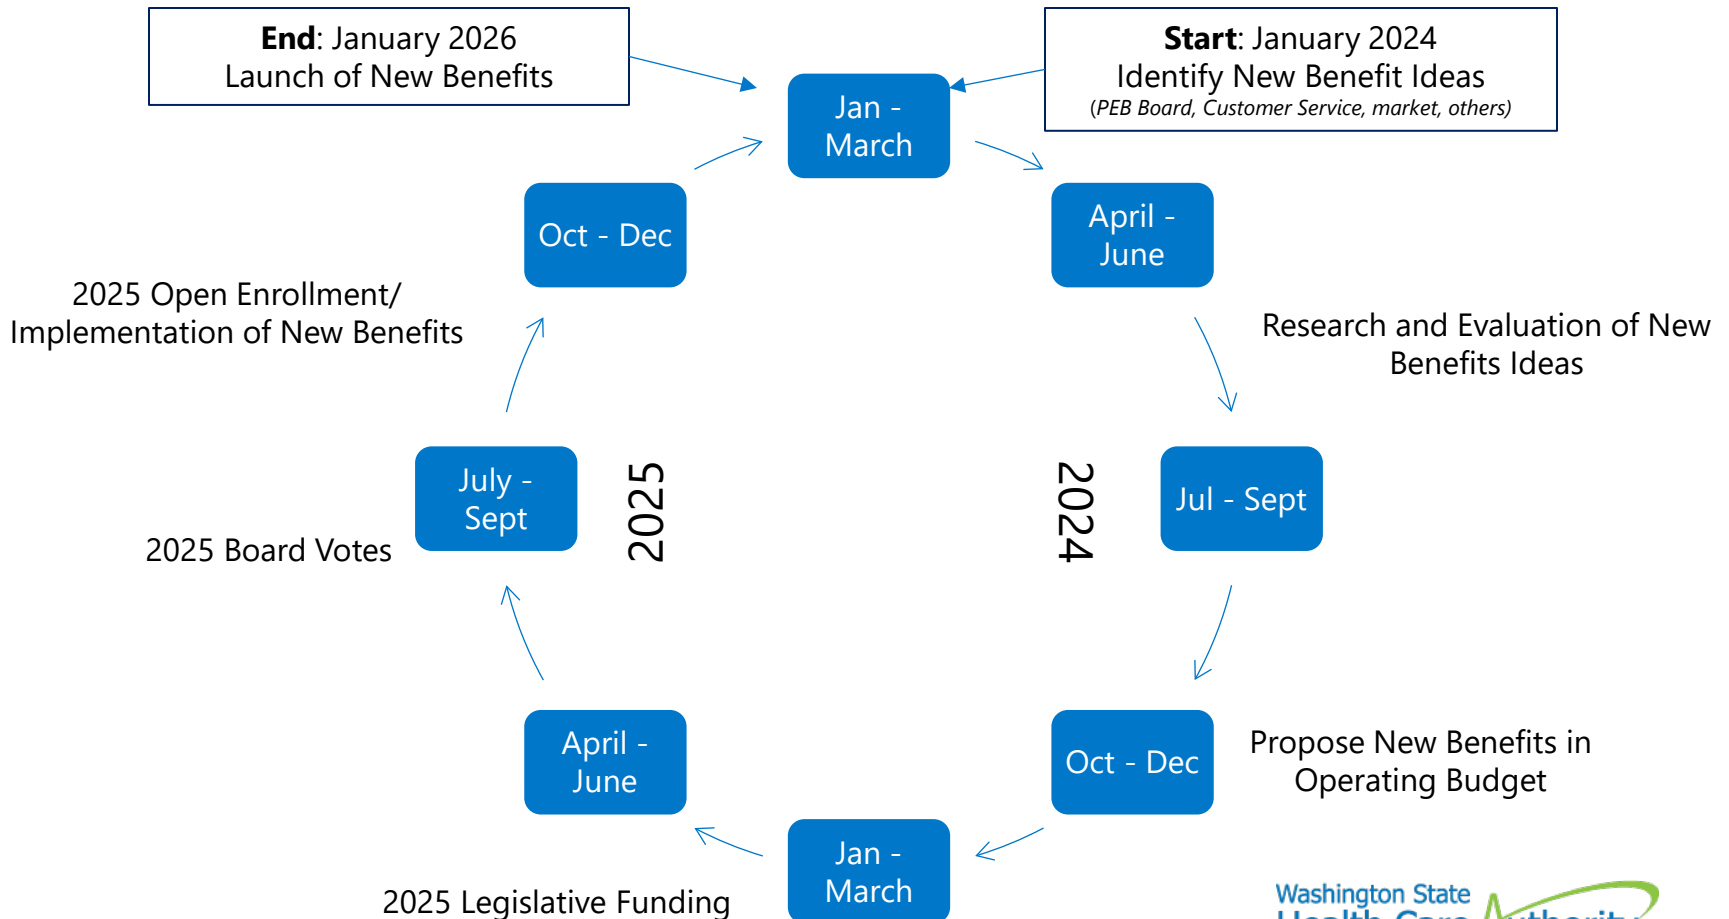 End: January 2026
Launch of New Benefits
Start: January 2024
Identify New Benefit Ideas
(PEB Board, Customer Service, market, others)
Jan -
March
April -
June
Research and Evaluation of New
Benefits Ideas
Jul - Sept
2024
Oct - Dec
Propose New Benefits in
Operating Budget
Jan -
March
2025 Legislative Funding
April -
June
2025 Board Votes
July -
Sept
2025
2025 Open Enrollment/
Implementation of New Benefits
Oct - Dec
Washington State
Health Care Authority